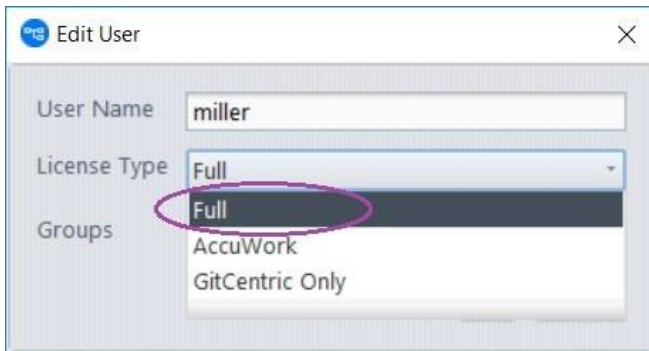 Edit User
User Name miller
License Type Full
Full
Groups
AccuWork
GitCentric Only